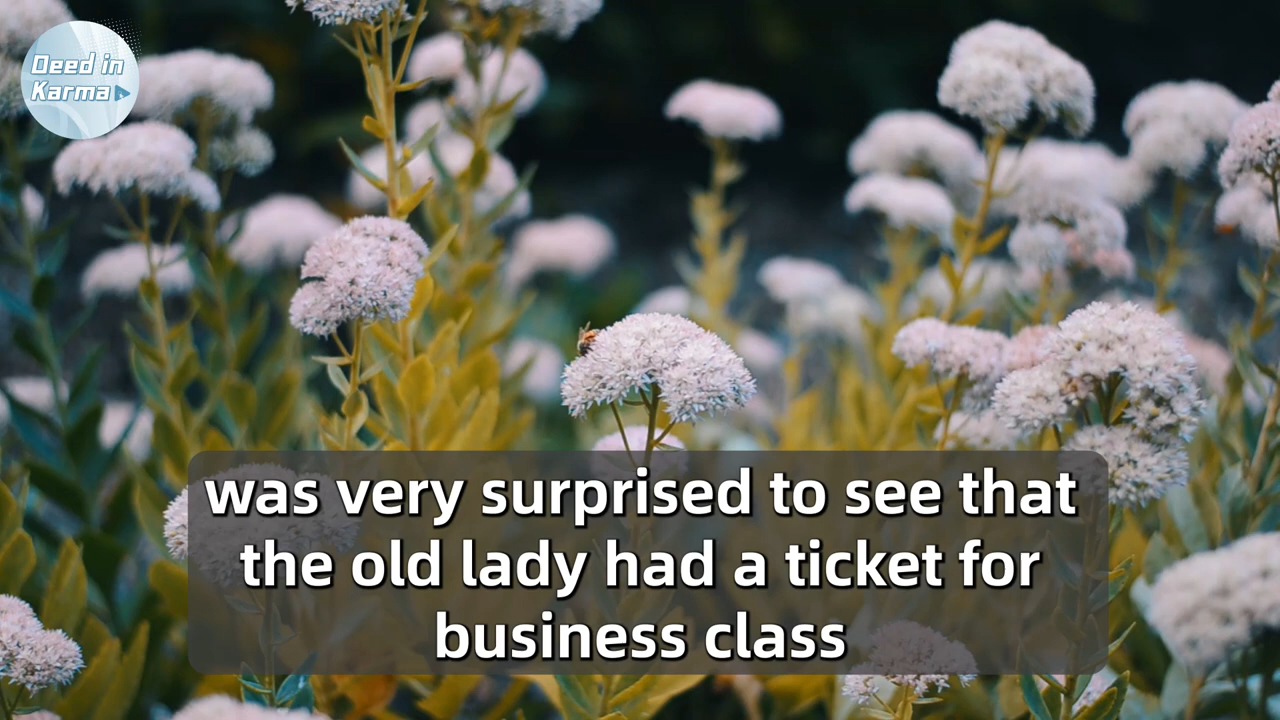 Deed in
Karma
was very surprised to see that
the old lady had a ticket for
business class